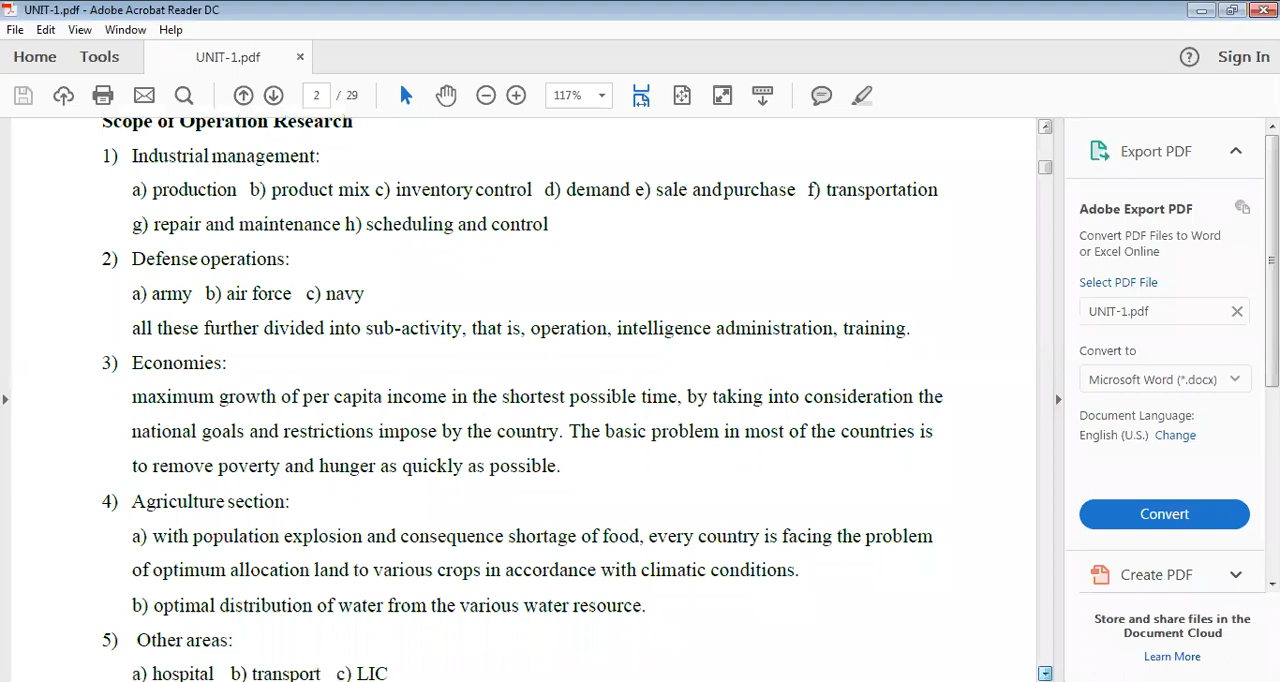 UNIT-1.pdf - Adobe Acrobat Reader DC
File Edit View Window Help
Home Tools UNIT-1.pdf × ? Sign In
2 / 29 117%
Scope of Operation Research
1) Industrial management:
a) production b) product mix c) inventory control d) demand e) sale and purchase f) transportation
g) repair and maintenance h) scheduling and control
2) Defense operations:
a) army b) air force c) navy
all these further divided into sub-activity, that is, operation, intelligence administration, training.
3) Economies:
maximum growth of per capita income in the shortest possible time, by taking into consideration the
national goals and restrictions impose by the country. The basic problem in most of the countries is
to remove poverty and hunger as quickly as possible.
4) Agriculture section:
a) with population explosion and consequence shortage of food, every country is facing the problem
of optimum allocation land to various crops in accordance with climatic conditions.
b) optimal distribution of water from the various water resource.
5) Other areas:
a) hospital b) transport c) LIC
Export PDF
Adobe Export PDF
Convert PDF Files to Word
or Excel Online
Select PDF File
UNIT-1.pdf
Convert to
Microsoft Word (*.docx)
Document Language:
English (U.S.) Change
Convert
Create PDF
Store and share files in the
Document Cloud
Learn More